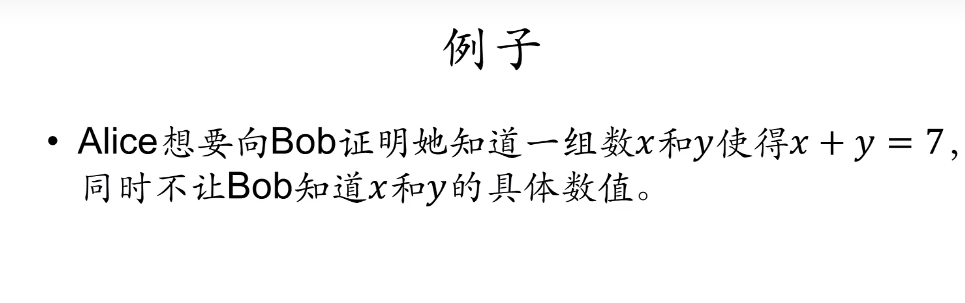 例子
• Alice想要向Bob证明她知道一组数x和y使得x + y = 7,
同时不让Bob知道x和y的具体数值。